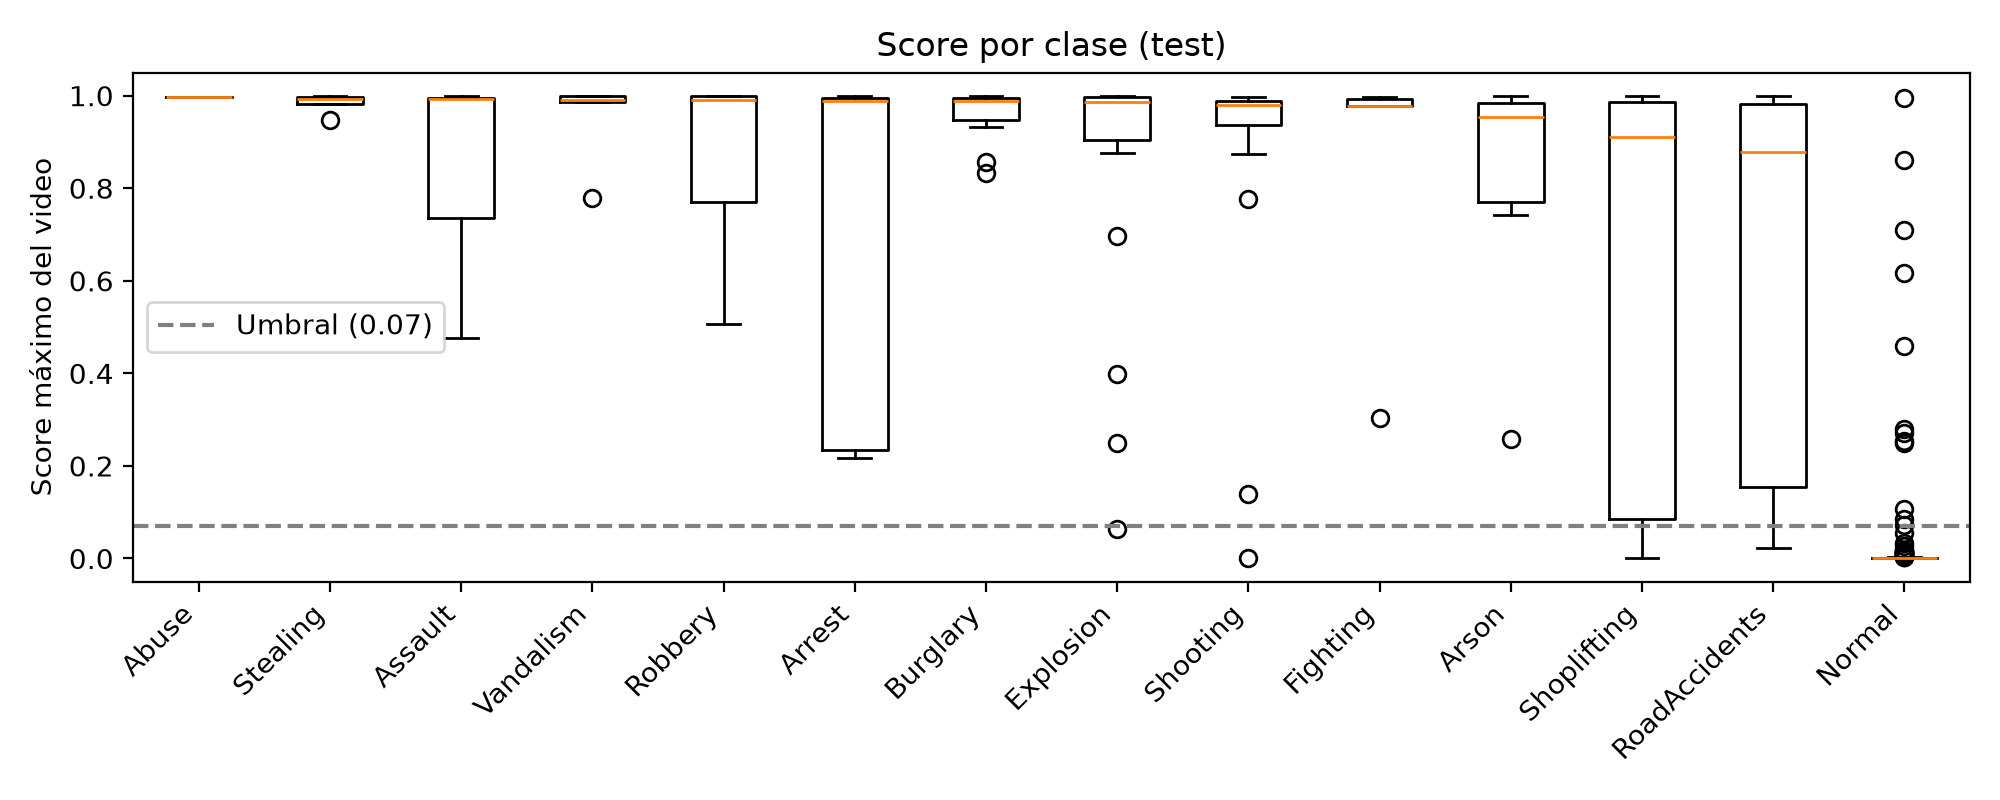 Score por clase (test)
Score máximo del video
1.0
0.8
0.6
0.4
0.2
0.0
Umbral (0.07)
Abuse
Stealing
Assault
Vandalism
Robbery
Arrest
Burglary
Explosion
Shooting
Fighting
Arson
Shoplifting
RoadAccidents
Normal